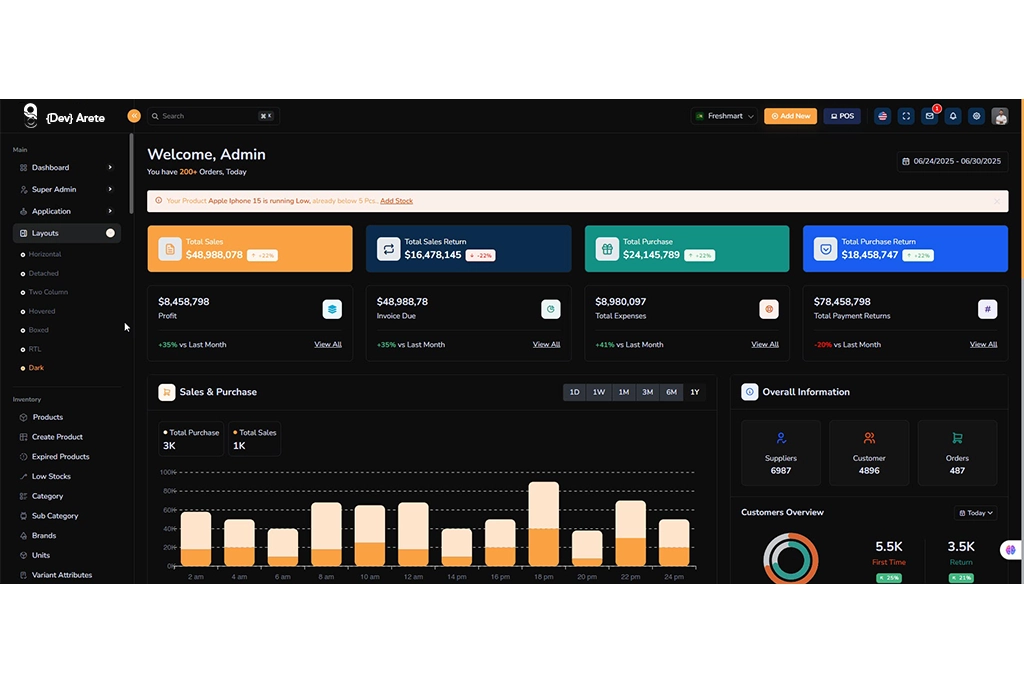 {Dev} Arete
Search
⌘ K
Freshmart
Add New
POS
1
Main
Dashboard
Super Admin
Application
Layouts
Horizontal
Detached
Two Column
Hovered
Boxed
RTL
Dark
Inventory
Products
Create Product
Expired Products
Low Stocks
Category
Sub Category
Brands
Units
Variant Attributes
Welcome, Admin
You have 200+ Orders, Today
06/24/2025 - 06/30/2025
Your Product Apple Iphone 15 is running Low, already below 5 Pcs., Add Stock
Total Sales
$48,988,078 +22%
Total Sales Return
$16,478,145 -22%
Total Purchase
$24,145,789 +22%
Total Purchase Return
$18,458,747 +22%
$8,458,798
Profit
+35% vs Last Month
View All
$48,988,78
Invoice Due
+35% vs Last Month
View All
$8,980,097
Total Expenses
+41% vs Last Month
View All
$78,458,798
Total Payment Returns
#
-20% vs Last Month
View All
Sales & Purchase
1D 1W 1M 3M 6M 1Y
Total Purchase
3K
Total Sales
1K
100K
80K
60K
40K
20K
0K
2 am 4 am 6 am 8 am 10 am 12 am 14 pm 16 pm 18 pm 20 pm 22 pm 24 pm
Overall Information
Suppliers
6987
Customer
4896
Orders
487
Customers Overview
Today
5.5K
First Time
25%
3.5K
Return
21%